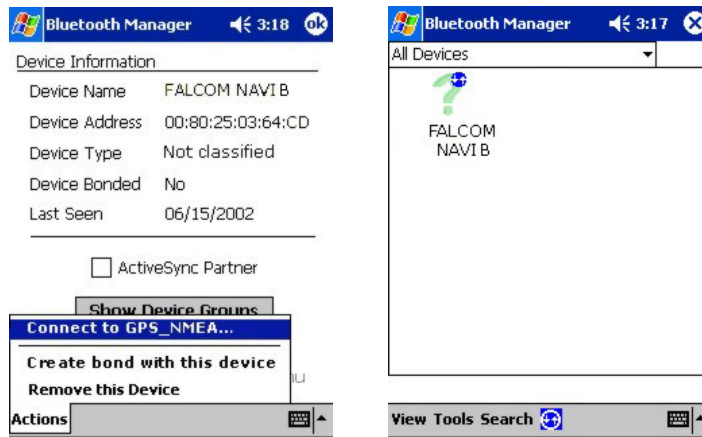 Bluetooth Manager 3:18 ok
Device Information
Device Name FALCOM NAVI B
Device Address 00:80:25:03:64:CD
Device Type Not classified
Device Bonded No
Last Seen 06/15/2002
ActiveSync Partner
Show Device Groups
Connect to GPS_NMEA...
Create bond with this device
Remove this Device
Actions
Bluetooth Manager 3:17
All Devices
FALCOM
NAVI B
View Tools Search